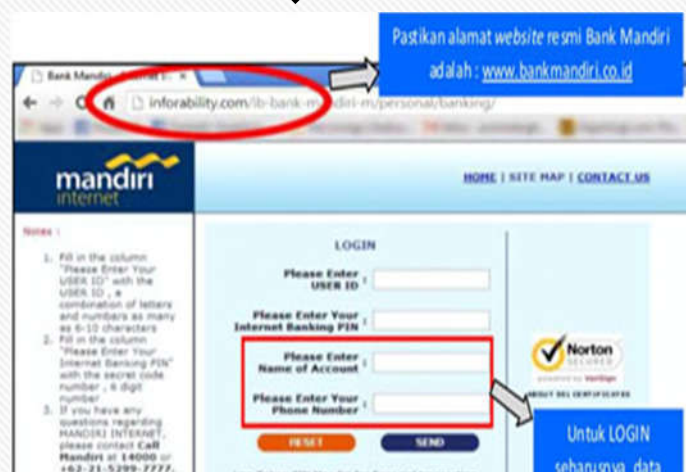 Pastikan alamat website resmi Bank Mandiri
adalah : www.bankmandiri.co.id
Bank Mandiri
inforability.com/ib-bank-mandiri-m/personal/banking/
mandiri
internet
HOME | SITE MAP | CONTACT US
Notes :
1. Fill in the column
"Please Enter Your
USER ID" with the
USER ID , a
combination of letters
and numbers as many
as 6-10 characters
2. Fill in the column
"Please Enter Your
Internet Banking PIN"
with the secret code
number , 6 digit
number
3. If you have any
questions regarding
MANDIRI INTERNET,
please contact Call
Mandiri at 14000 or
+62-21-5299-7777.
LOGIN
Please Enter :
USER ID
Please Enter Your :
Internet Banking PIN
Please Enter :
Name of Account
Please Enter Your :
Phone Number
RESET
SEND
Norton
SECURED
powered by VeriSign
ABOUT SSL CERTIFICATES
Untuk LOGIN
seharusnya data